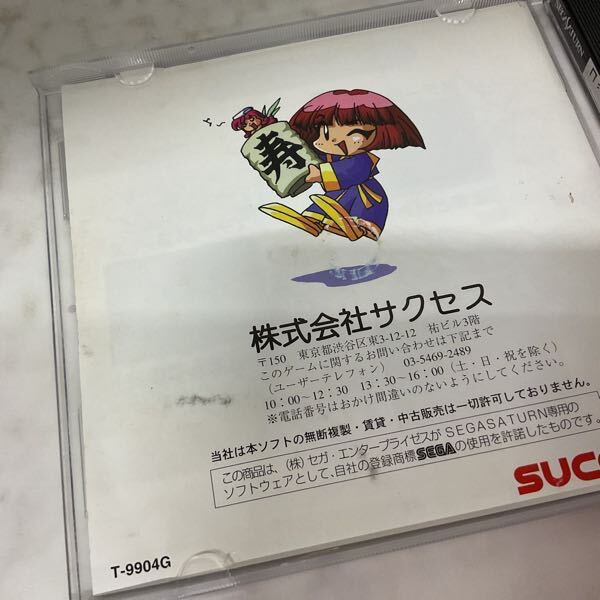 寿
株式会社サクセス
〒150 東京都渋谷区東3-12-12 祐ビル3階
このゲームに関するお問い合わせは下記まで
(ユーザーテレフォン) 03-5469-2489
10:00~12:30 13:30~16:00(土・日・祝を除く)
※電話番号はおかけ間違いのないようにしてください。
当社は本ソフトの無断複製・賃貸・中古販売は一切許可しておりません。
この商品は、(株)セガ・エンタープライゼスがSEGASATURN専用の
ソフトウェアとして、自社の登録商標SEGAの使用を許諾したものです。
SUC
T-9904G